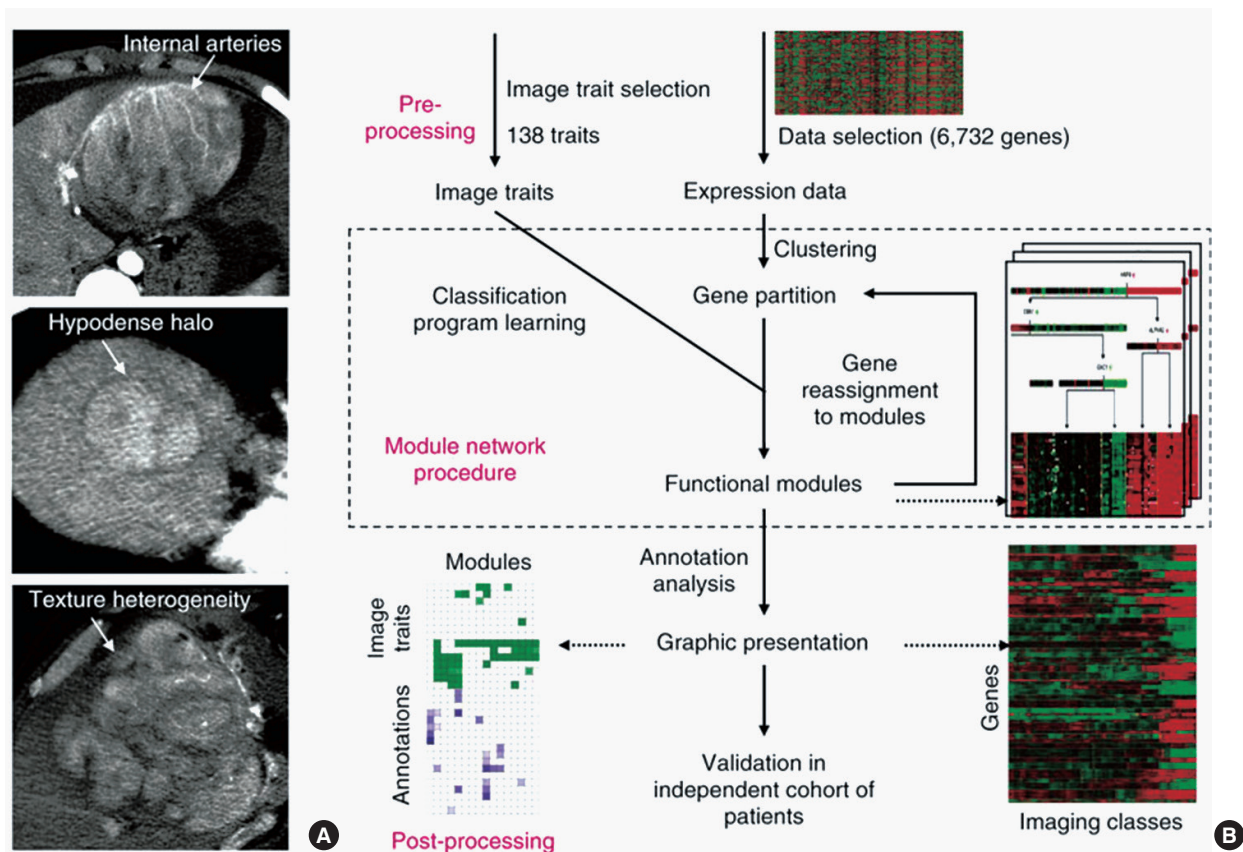 Internal arteries
Hypodense halo
Texture heterogeneity
A
Pre-
processing
Image trait selection
138 traits
Data selection (6,732 genes)
Image traits
Expression data
Clustering
Classification
program learning
Gene partition
Gene
reassignment
to modules
Module network
procedure
Functional modules
Annotation
analysis
Modules
Image
traits
Annotations
Graphic presentation
Genes
Validation in
independent cohort of
patients
Post-processing
Imaging classes
B